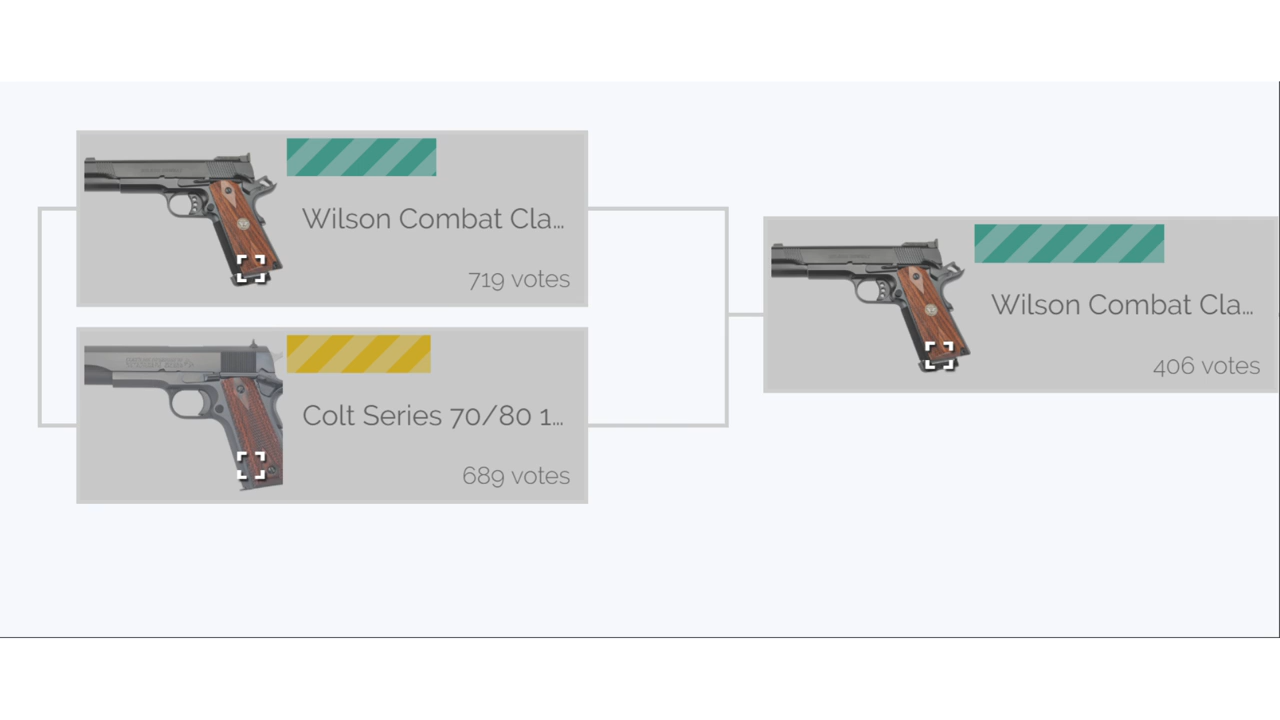 Wilson Combat Cla...
719 votes
Colt Series 70/80 1...
689 votes
Wilson Combat Cla...
406 votes